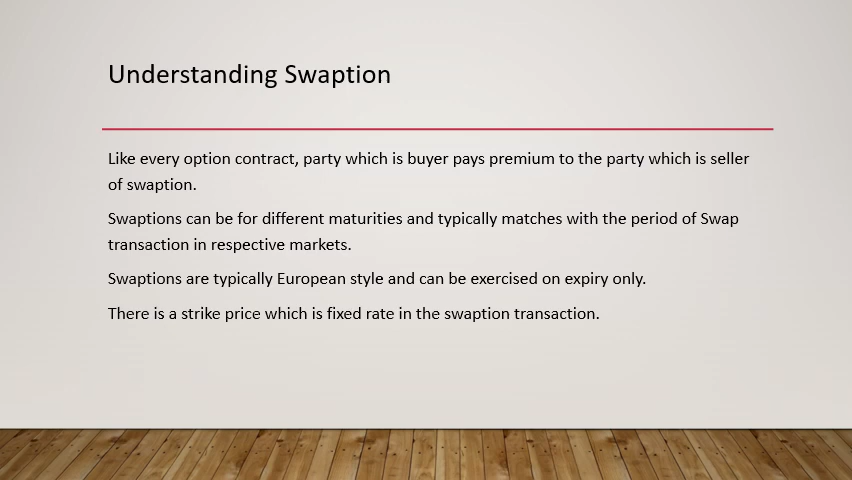 Understanding Swaption
Like every option contract, party which is buyer pays premium to the party which is seller
of swaption.
Swaptions can be for different maturities and typically matches with the period of Swap
transaction in respective markets.
Swaptions are typically European style and can be exercised on expiry only.
There is a strike price which is fixed rate in the swaption transaction.